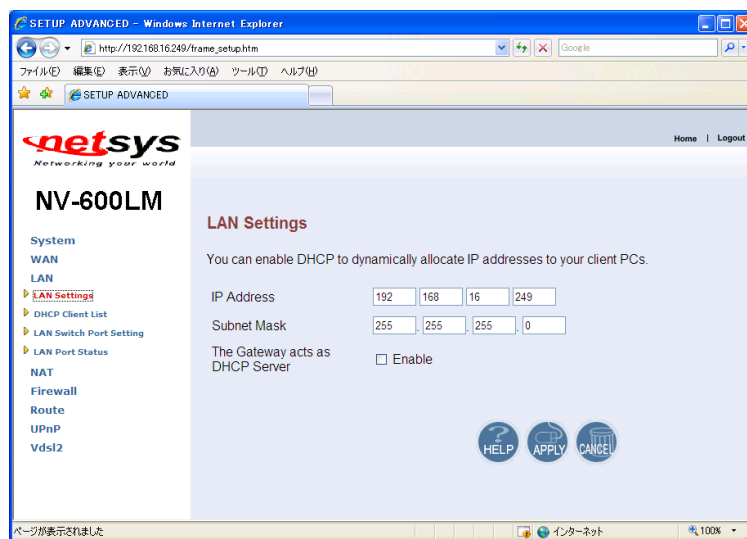 SETUP ADVANCED - Windows Internet Explorer
http://192.168.16.249/frame_setup.htm
Google
ファイル(F) 編集(E) 表示(V) お気に入り(A) ツール(T) ヘルプ(H)
SETUP ADVANCED
netsys
Networking your world
Home | Logout
NV-600LM
System
WAN
LAN
LAN Settings
DHCP Client List
LAN Switch Port Setting
LAN Port Status
NAT
Firewall
Route
UPnP
Vdsl2
LAN Settings
You can enable DHCP to dynamically allocate IP addresses to your client PCs.
IP Address 192 168 16 249
Subnet Mask 255 . 255 . 255 . 0
The Gateway acts as DHCP Server Enable
HELP APPLY CANCEL
ページが表示されました インターネット 100%